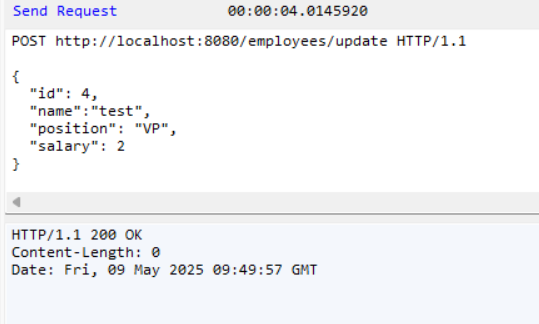 Send Request 00:00:04.0145920
POST http://localhost:8080/employees/update HTTP/1.1
{
"id": 4,
"name":"test",
"position": "VP",
"salary": 2
}
HTTP/1.1 200 OK
Content-Length: 0
Date: Fri, 09 May 2025 09:49:57 GMT